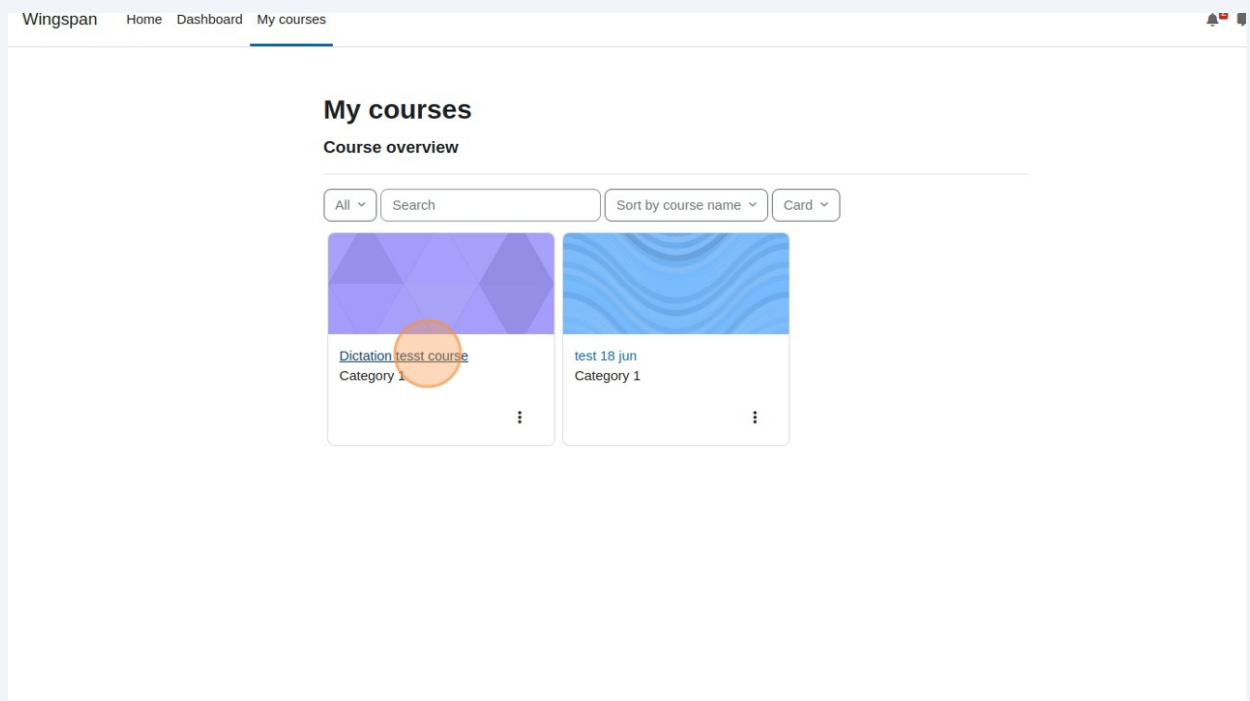 Wingspan Home Dashboard My courses
My courses
Course overview
All Search Sort by course name Card
Dictation tesst course test 18 jun
Category 1 Category 1